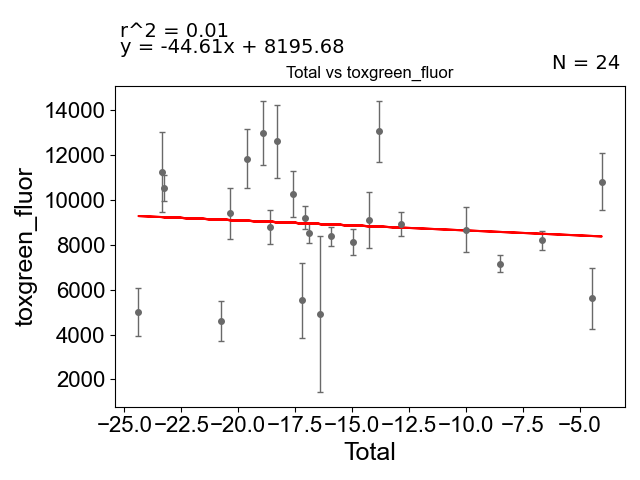 r^2 = 0.01
y = -44.61x + 8195.68
N = 24
Total vs toxgreen_fluor
14000
12000
10000
8000
6000
4000
2000
toxgreen_fluor
−25.0 −22.5 −20.0 −17.5 −15.0 −12.5 −10.0 −7.5 −5.0
Total